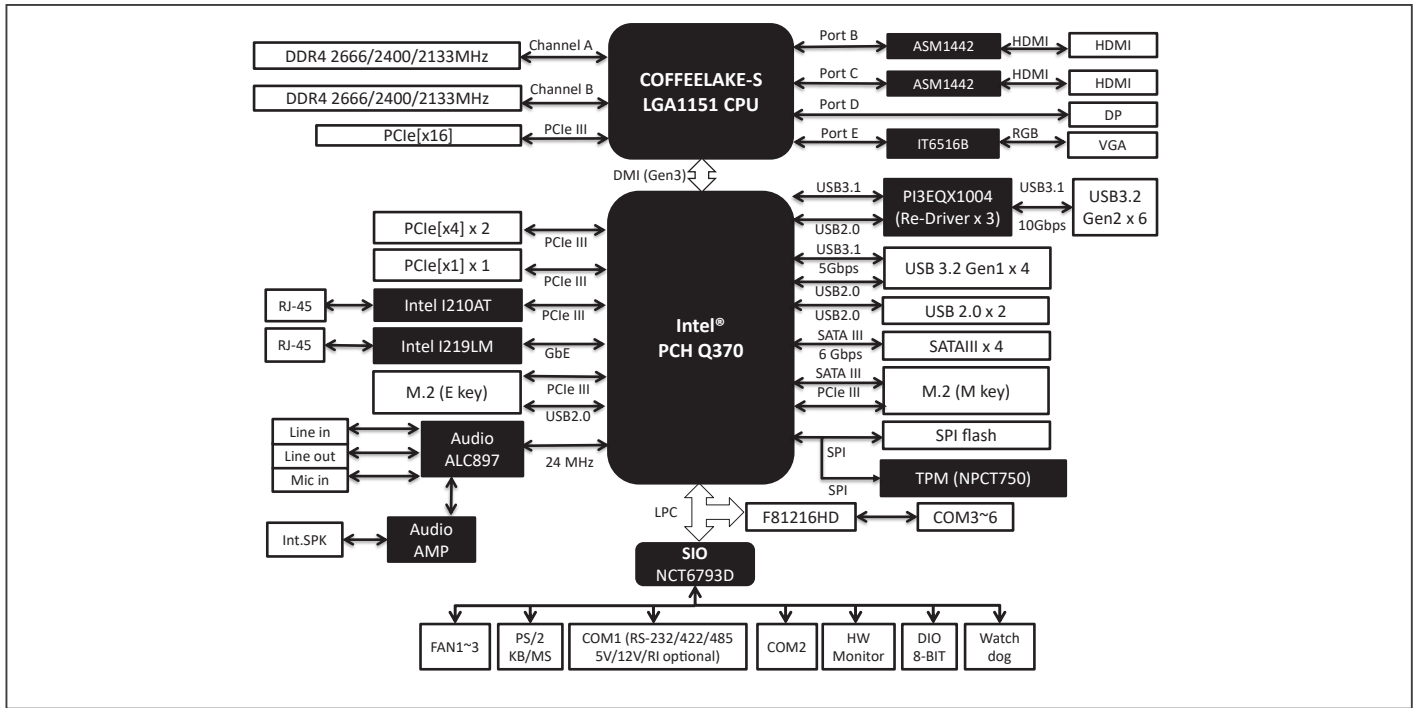 DDR4 2666/2400/2133MHz
Channel A
DDR4 2666/2400/2133MHz
Channel B
PCIe[x16]
PCIe III
COFFEELAKE-S
LGA1151 CPU
Port B
ASM1442
HDMI
HDMI
Port C
ASM1442
HDMI
HDMI
Port D
DP
Port E
IT6516B
RGB
VGA
DMI (Gen3)
PCIe[x4] x 2
PCIe III
PCIe[x1] x 1
PCIe III
RJ-45
Intel I210AT
PCIe III
RJ-45
Intel I219LM
GbE
M.2 (E key)
PCIe III
USB2.0
Line in
Line out
Mic in
Audio
ALC897
24 MHz
Int.SPK
Audio
AMP
Intel®
PCH Q370
USB3.1
USB2.0
PI3EQX1004
(Re-Driver x 3)
USB3.1
10Gbps
USB3.2
Gen2 x 6
USB3.1
5Gbps
USB2.0
USB 3.2 Gen1 x 4
USB2.0
USB 2.0 x 2
SATA III
6 Gbps
SATAIII x 4
SATA III
PCIe III
M.2 (M key)
SPI
SPI flash
SPI
TPM (NPCT750)
LPC
F81216HD
COM3~6
SIO
NCT6793D
FAN1~3
PS/2
KB/MS
COM1 (RS-232/422/485
5V/12V/RI optional)
COM2
HW
Monitor
DIO
8-BIT
Watch
dog